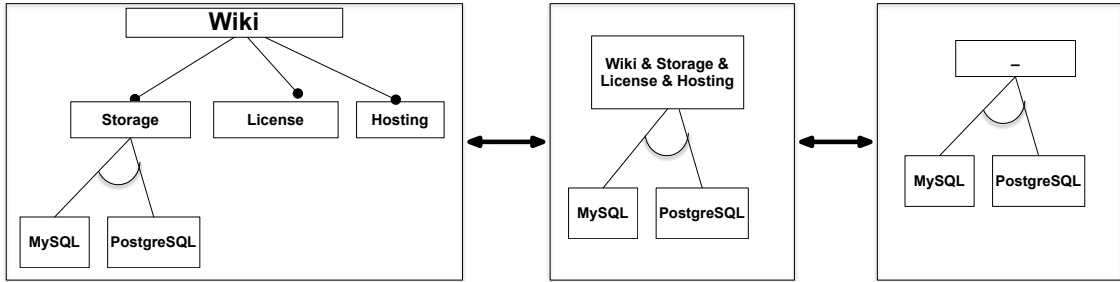 Wiki
Storage
License
Hosting
MySQL
PostgreSQL
Wiki & Storage &
License & Hosting
MySQL
PostgreSQL
_
MySQL
PostgreSQL